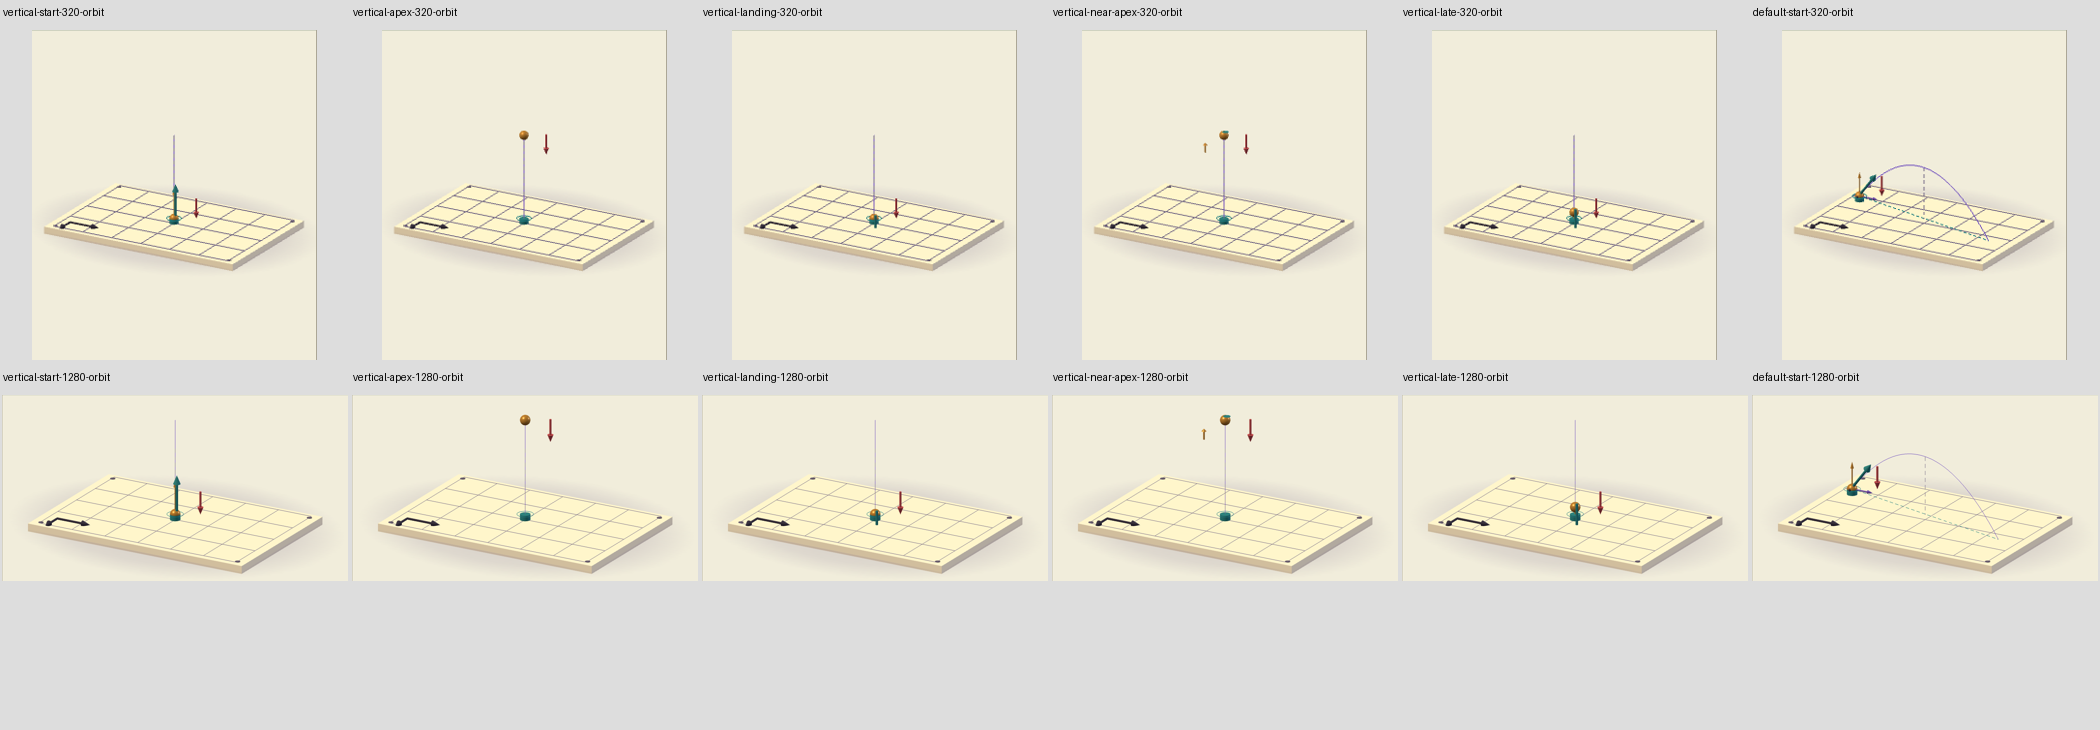 vertical-start-320-orbit
vertical-apex-320-orbit
vertical-landing-320-orbit
vertical-near-apex-320-orbit
vertical-late-320-orbit
default-start-320-orbit
vertical-start-1280-orbit
vertical-apex-1280-orbit
vertical-landing-1280-orbit
vertical-near-apex-1280-orbit
vertical-late-1280-orbit
default-start-1280-orbit